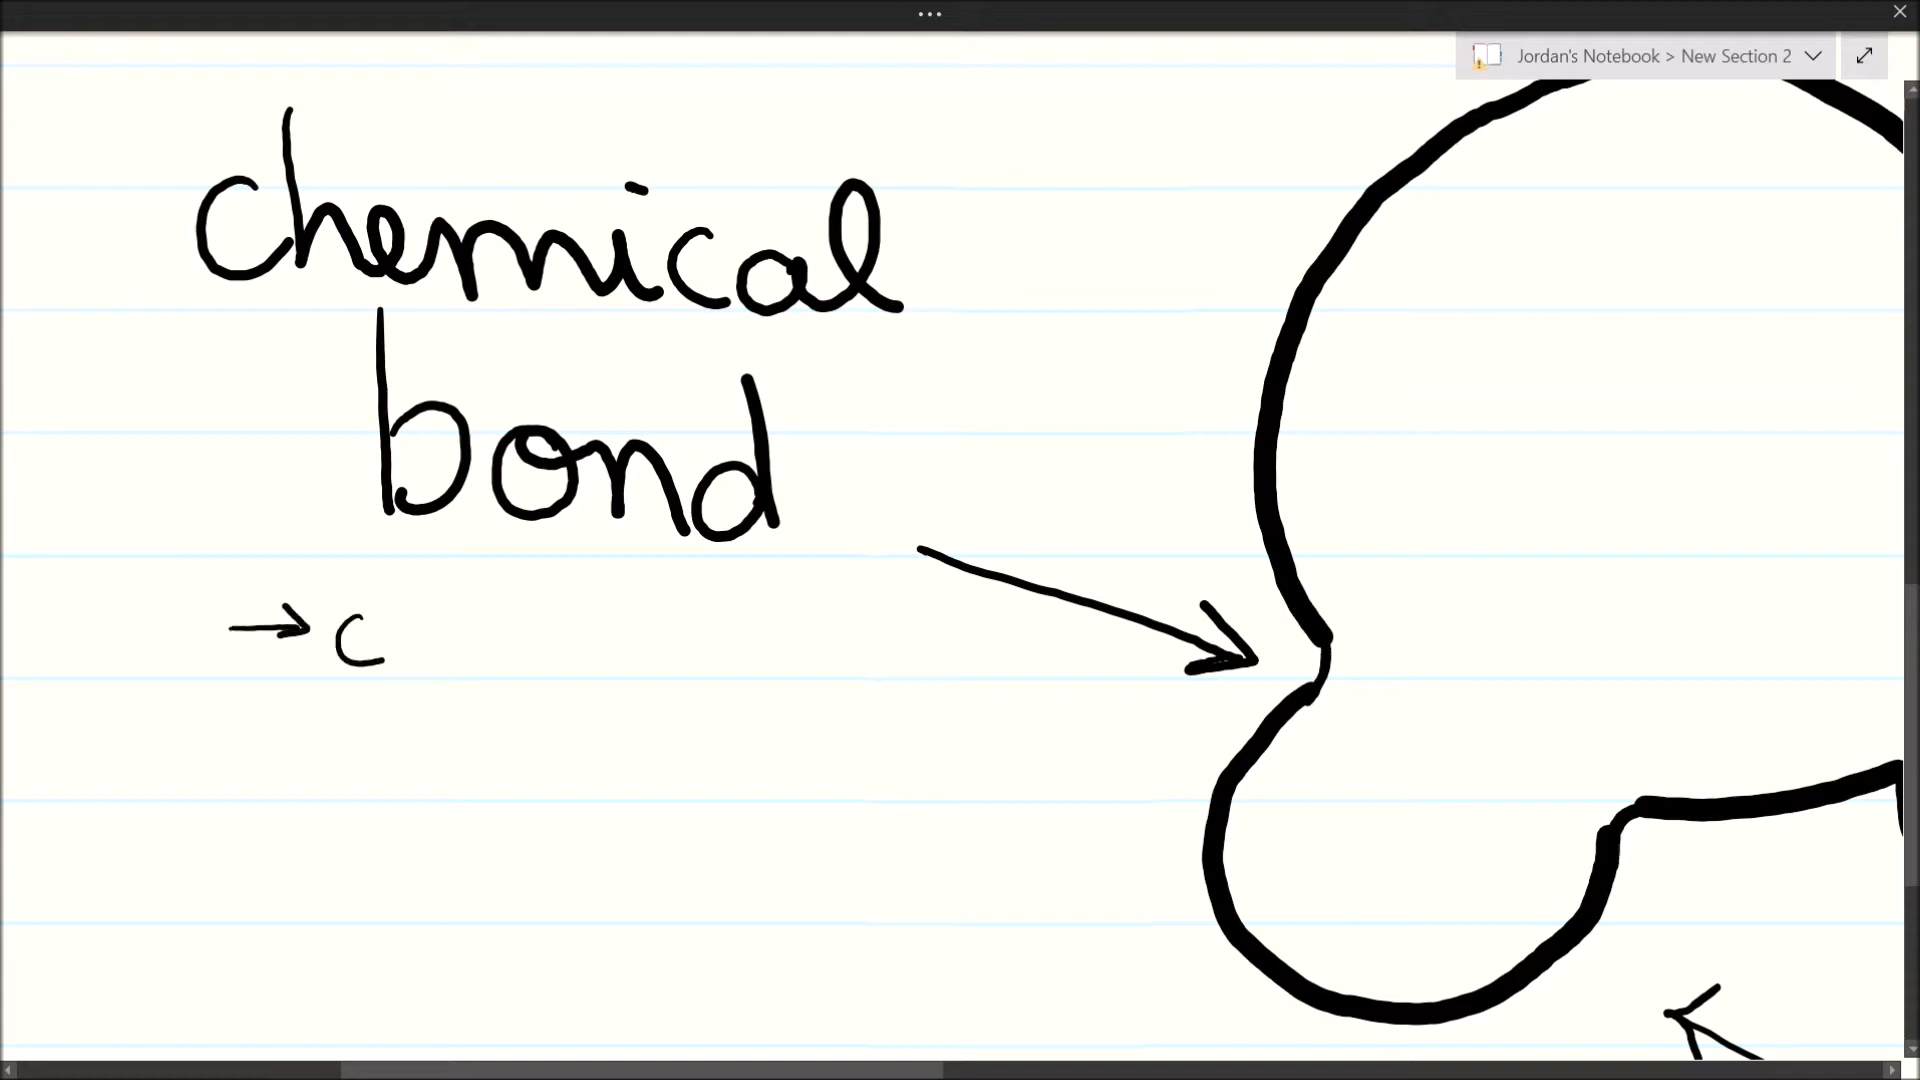 ...
Jordan's Notebook > New Section 2
chemical
bond
→ c